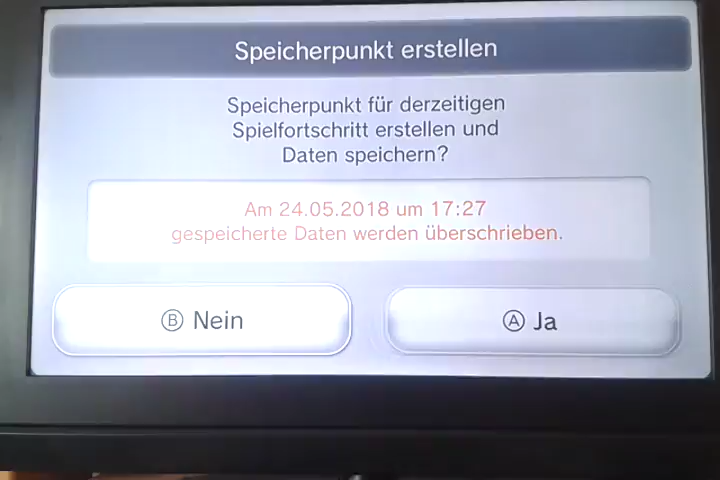 Speicherpunkt erstellen
Speicherpunkt für derzeitigen
Spielfortschritt erstellen und
Daten speichern?
Am 24.05.2018 um 17:27
gespeicherte Daten werden überschrieben.
Ⓑ Nein
Ⓐ Ja